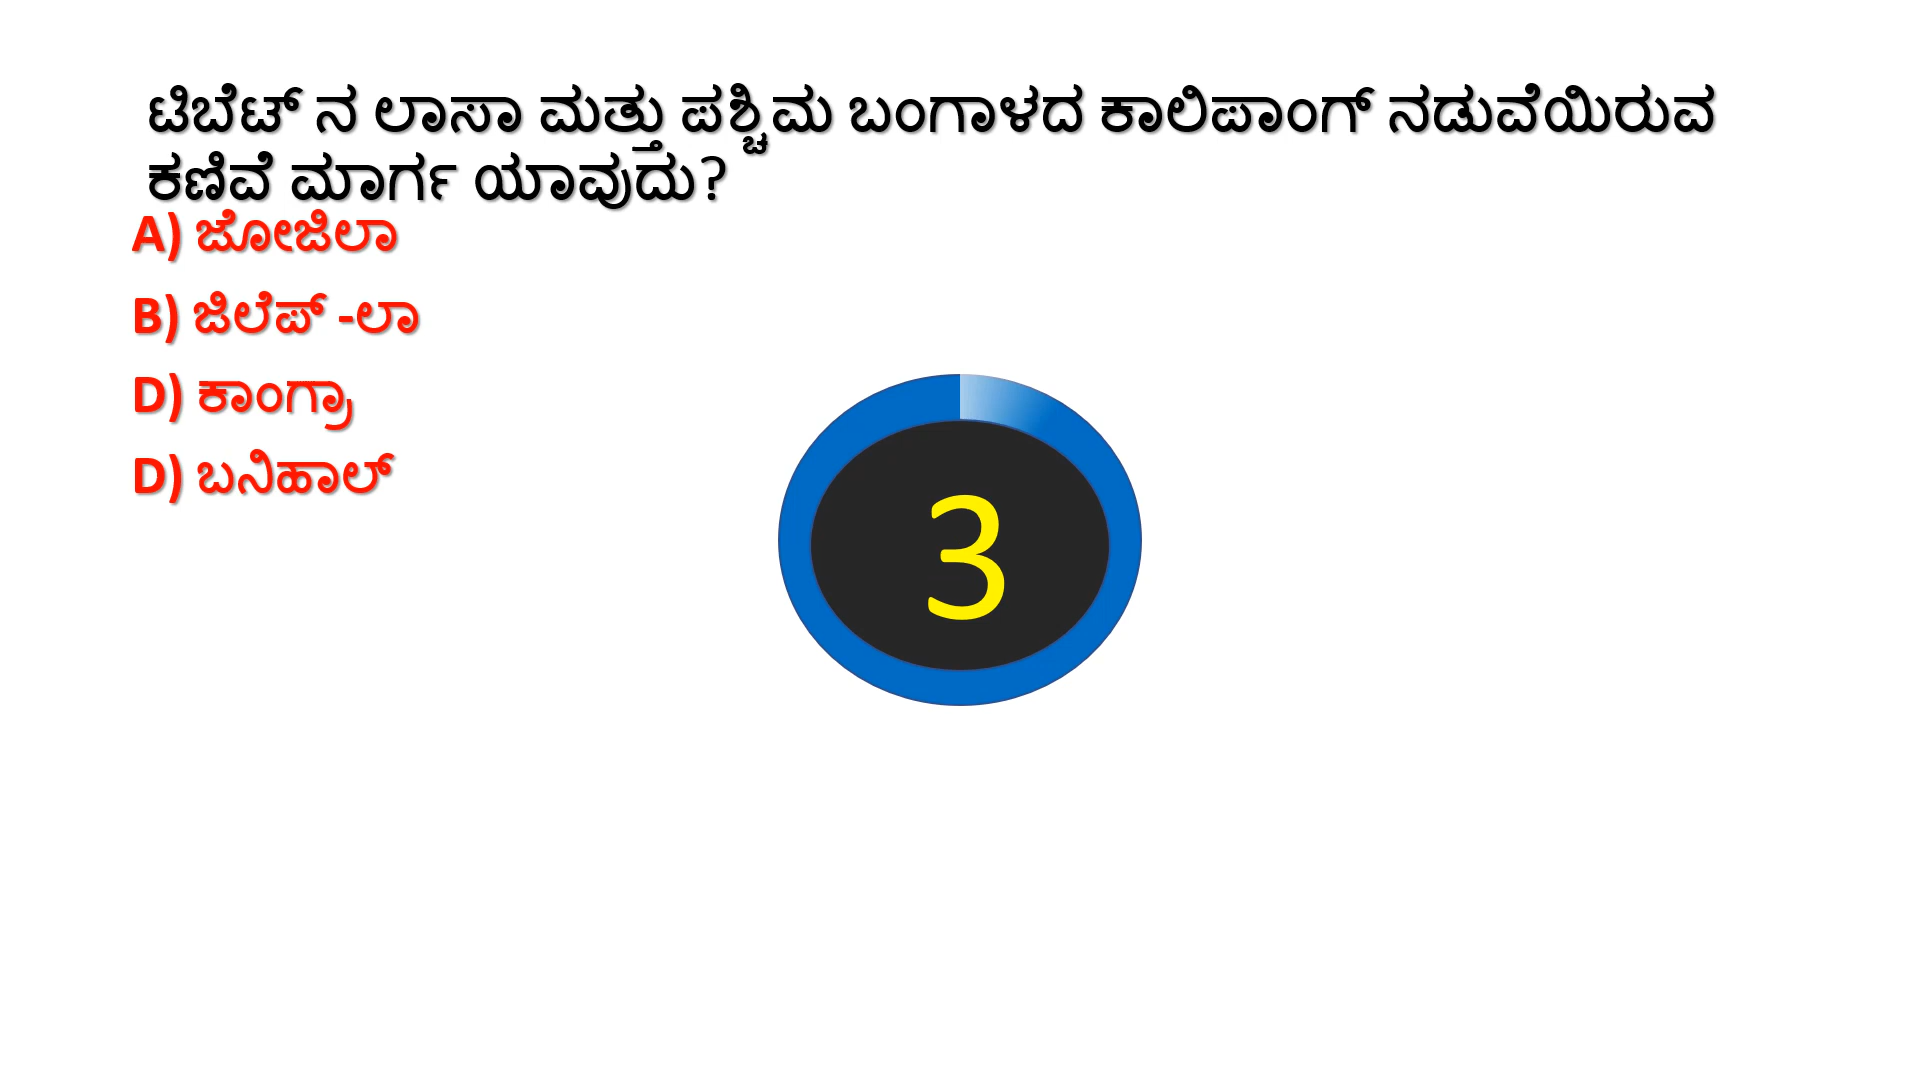 ಟಿಬೆಟ್ ನ ಲಾಸಾ ಮತ್ತು ಪಶ್ಚಿಮ ಬಂಗಾಳದ ಕಾಲಿಪಾಂಗ್ ನಡುವೆಯಿರುವ
ಕಣಿವೆ ಮಾರ್ಗ ಯಾವುದು?
A) ಜೋಜಿಲಾ
B) ಜಿಲೆಪ್ -ಲಾ
D) ಕಾಂಗ್ರಾ
D) ಬನಿಹಾಲ್
3